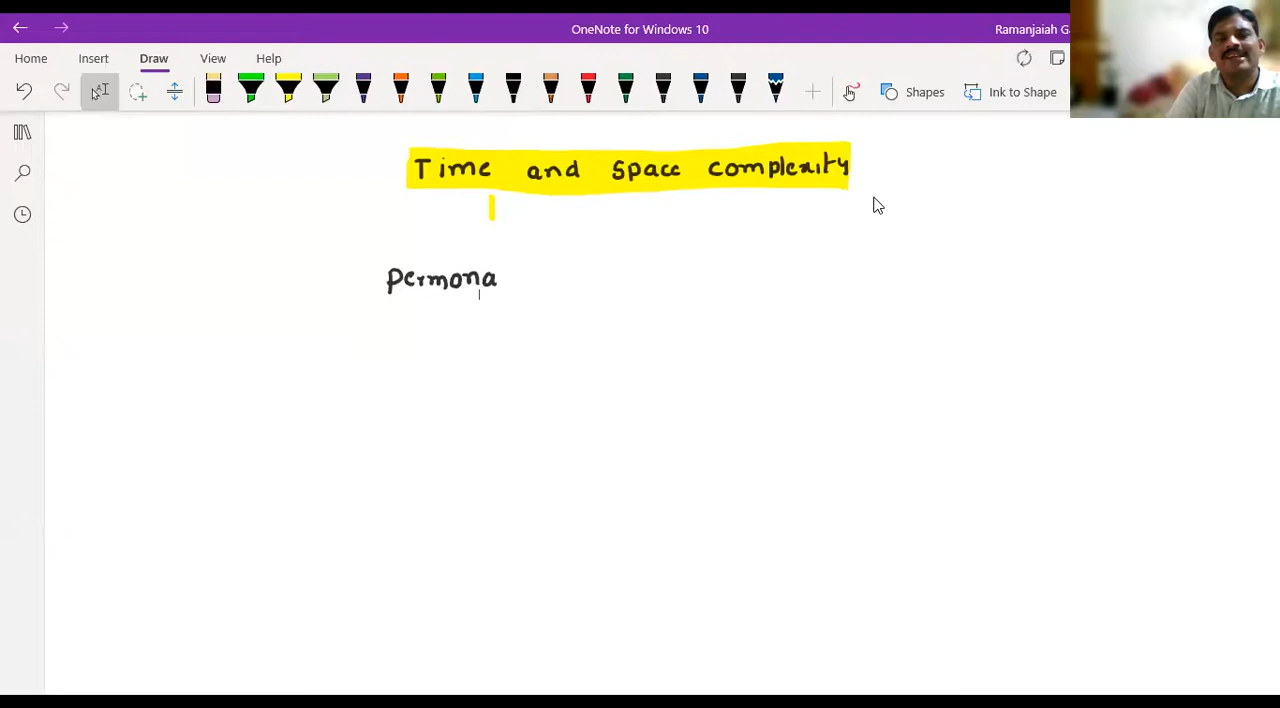 OneNote for Windows 10
Ramanjaiah G
Home Insert Draw View Help
Shapes Ink to Shape
Time and Space complexity
permona